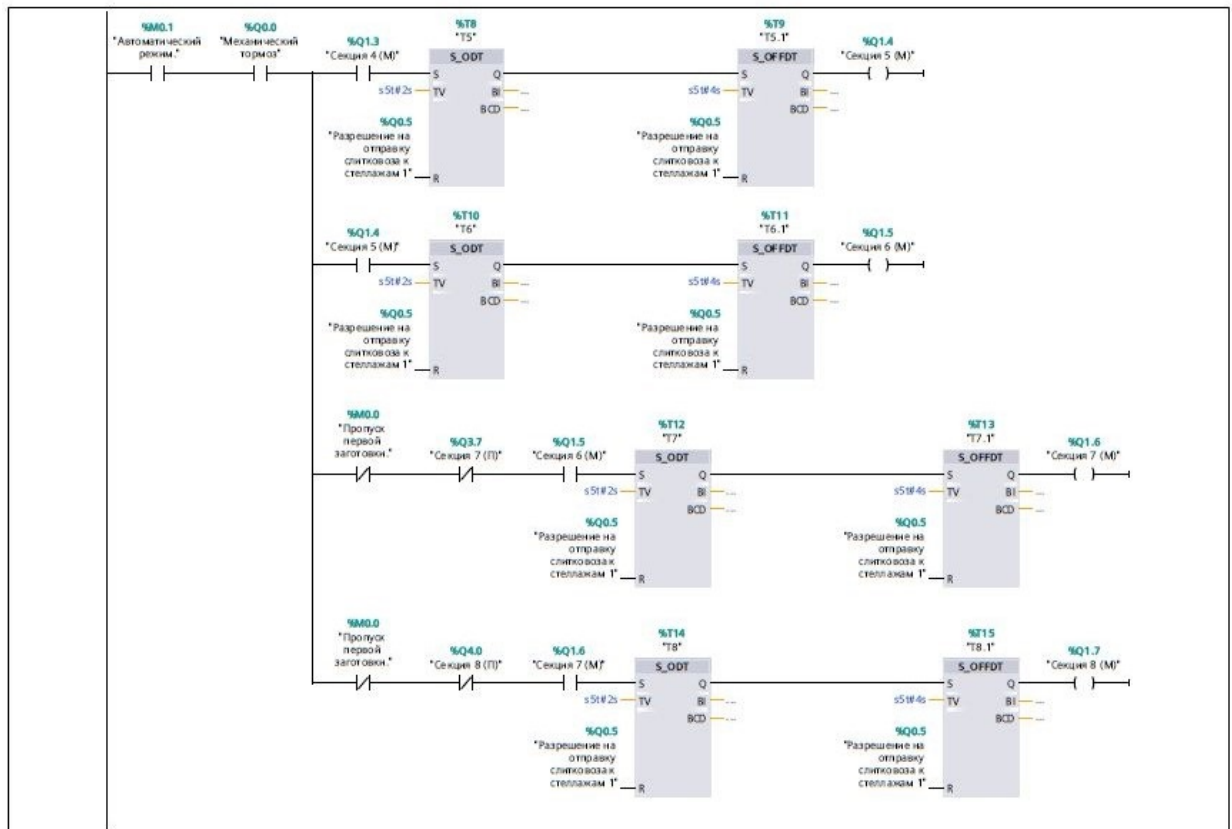 %M0.1
"Автоматический
режим."
%Q0.0
"Механический
тормоз"
%Q1.3
"Секция 4 (М)"
%T8
"T5"
S_ODT
S
Q
s5t#2s
TV
BI
...
BCD
...
%Q0.5
"Разрешение на
отправку
слитковоза к
стеллажам 1"
R
%T9
"T5.1"
S_OFFDT
S
Q
s5t#4s
TV
BI
...
BCD
...
%Q0.5
"Разрешение на
отправку
слитковоза к
стеллажам 1"
R
%Q1.4
"Секция 5 (М)"
%Q1.4
"Секция 5 (М)"
%T10
"T6"
S_ODT
S
Q
s5t#2s
TV
BI
...
BCD
...
%Q0.5
"Разрешение на
отправку
слитковоза к
стеллажам 1"
R
%T11
"T6.1"
S_OFFDT
S
Q
s5t#4s
TV
BI
...
BCD
...
%Q0.5
"Разрешение на
отправку
слитковоза к
стеллажам 1"
R
%Q1.5
"Секция 6 (М)"
%M0.0
"Пропуск
первой
заготовки."
%Q3.7
"Секция 7 (П)"
%Q1.5
"Секция 6 (М)"
%T12
"T7"
S_ODT
S
Q
s5t#2s
TV
BI
...
BCD
...
%Q0.5
"Разрешение на
отправку
слитковоза к
стеллажам 1"
R
%T13
"T7.1"
S_OFFDT
S
Q
s5t#4s
TV
BI
...
BCD
...
%Q0.5
"Разрешение на
отправку
слитковоза к
стеллажам 1"
R
%Q1.6
"Секция 7 (М)"
%M0.0
"Пропуск
первой
заготовки."
%Q4.0
"Секция 8 (П)"
%Q1.6
"Секция 7 (М)"
%T14
"T8"
S_ODT
S
Q
s5t#2s
TV
BI
...
BCD
...
%Q0.5
"Разрешение на
отправку
слитковоза к
стеллажам 1"
R
%T15
"T8.1"
S_OFFDT
S
Q
s5t#4s
TV
BI
...
BCD
...
%Q0.5
"Разрешение на
отправку
слитковоза к
стеллажам 1"
R
%Q1.7
"Секция 8 (М)"